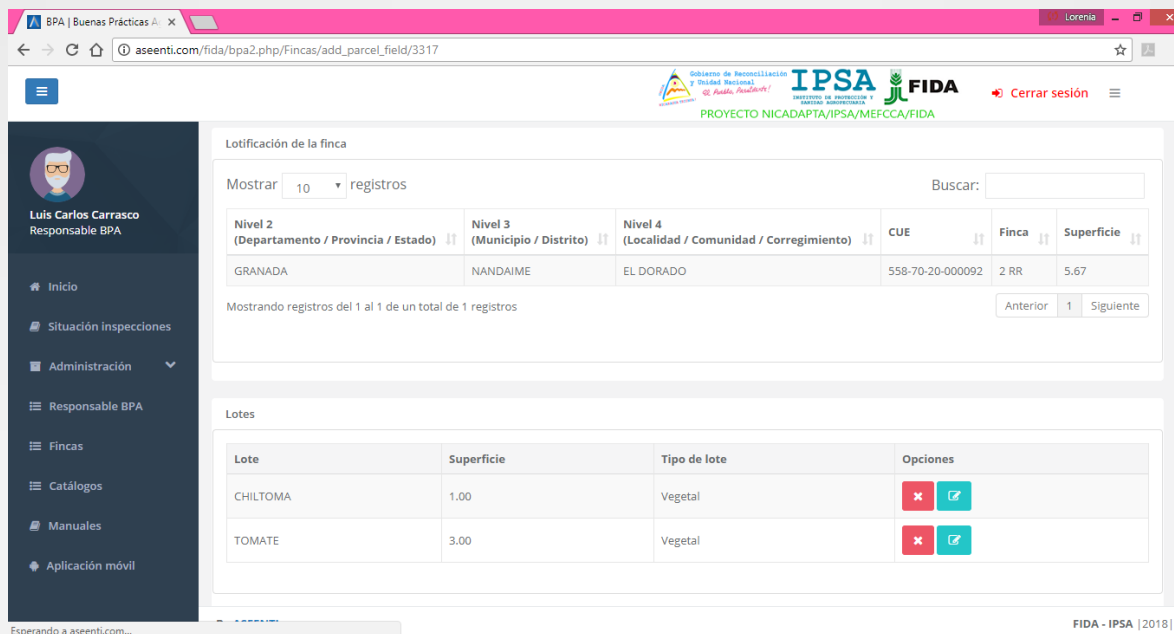 BPA | Buenas Prácticas A
Lorenia
aseenti.com/fida/bpa2.php/Fincas/add_parcel_field/3317
Gobierno de Reconciliación
y Unidad Nacional
El Pueblo, Presidente!
IPSA
INSTITUTO DE PROTECCIÓN Y
SANIDAD AGROPECUARIA
FIDA
PROYECTO NICADAPTA/IPSA/MEFCCA/FIDA
Cerrar sesión
Luis Carlos Carrasco
Responsable BPA
Inicio
Situación inspecciones
Administración
Responsable BPA
Fincas
Catálogos
Manuales
Aplicación móvil
Lotificación de la finca
Mostrar 10 registros
Buscar:
Nivel 2
(Departamento / Provincia / Estado)
Nivel 3
(Municipio / Distrito)
Nivel 4
(Localidad / Comunidad / Corregimiento)
CUE
Finca
Superficie
GRANADA NANDAIME EL DORADO 558-70-20-000092 2 RR 5.67
Mostrando registros del 1 al 1 de un total de 1 registros
Anterior 1 Siguiente
Lotes
Lote Superficie Tipo de lote Opciones
CHILTOMA 1.00 Vegetal
TOMATE 3.00 Vegetal
FIDA - IPSA |2018|
Esperando a aseenti.com...